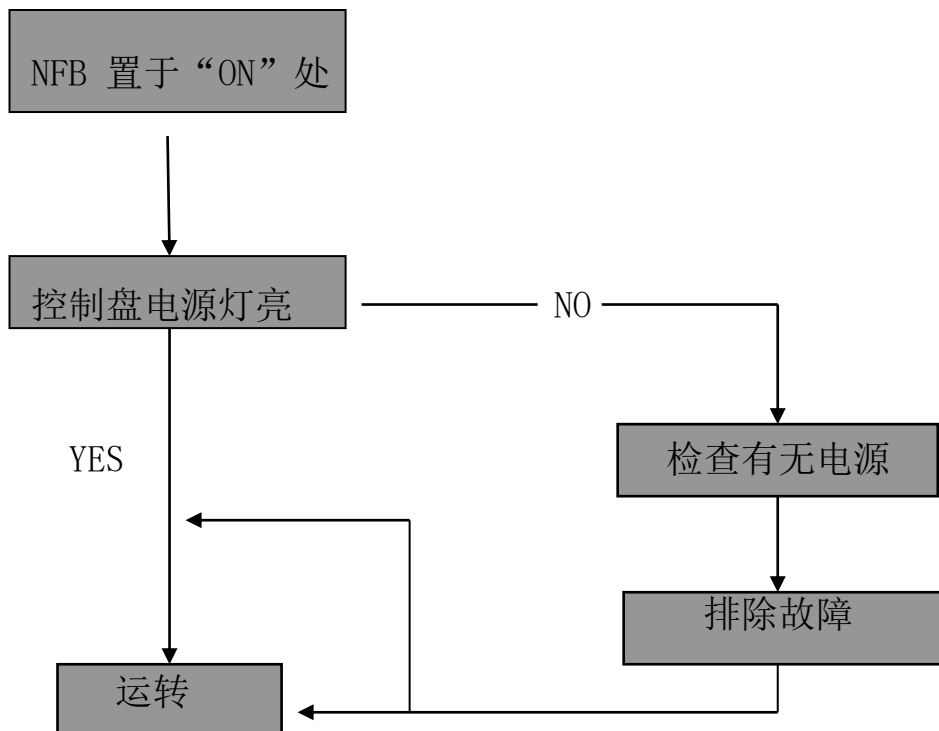 NFB 置于“ON”处
控制盘电源灯亮
NO
YES
检查有无电源
排除故障
运转